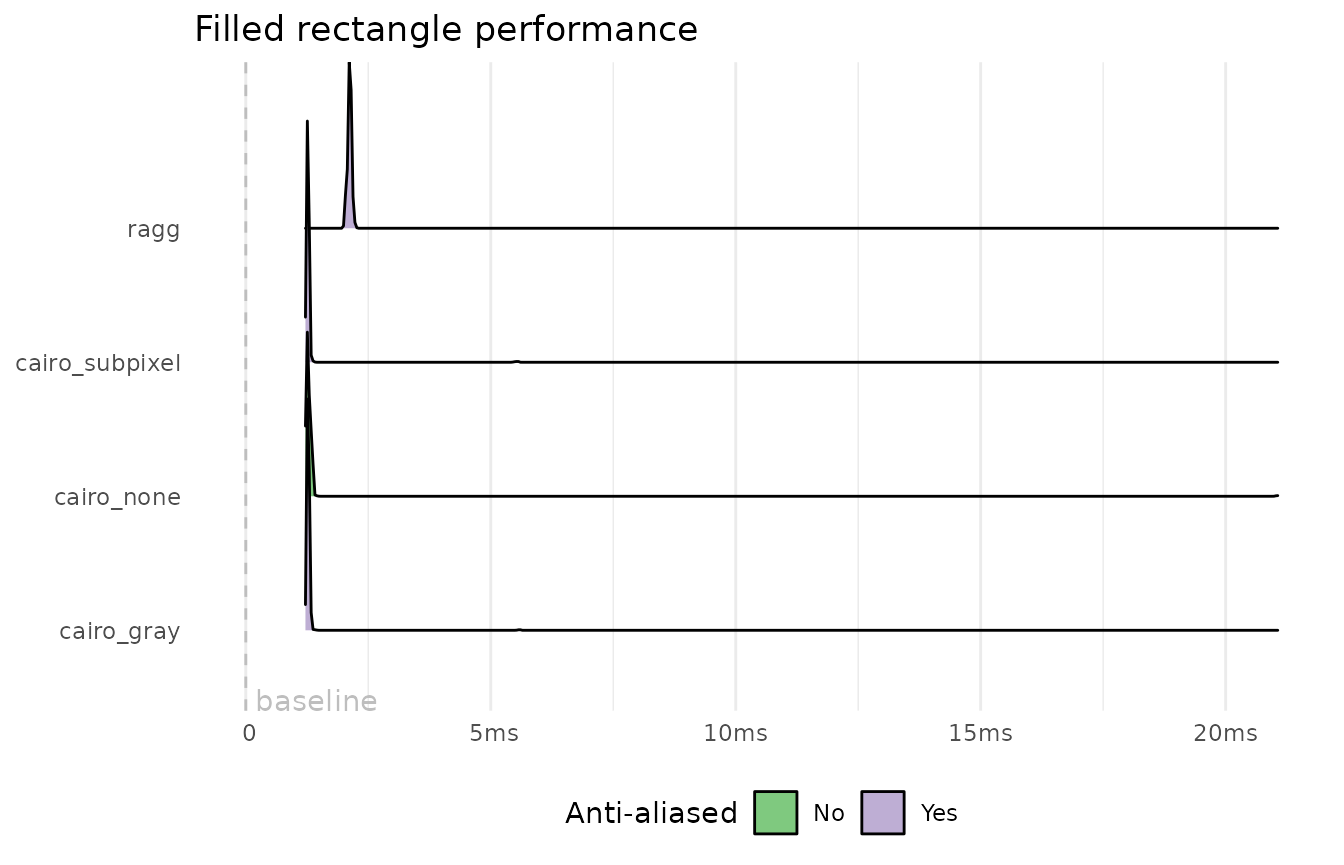 Filled rectangle performance
ragg
cairo_subpixel
cairo_none
cairo_gray
baseline
0 5ms 10ms 15ms 20ms
Anti-aliased No Yes